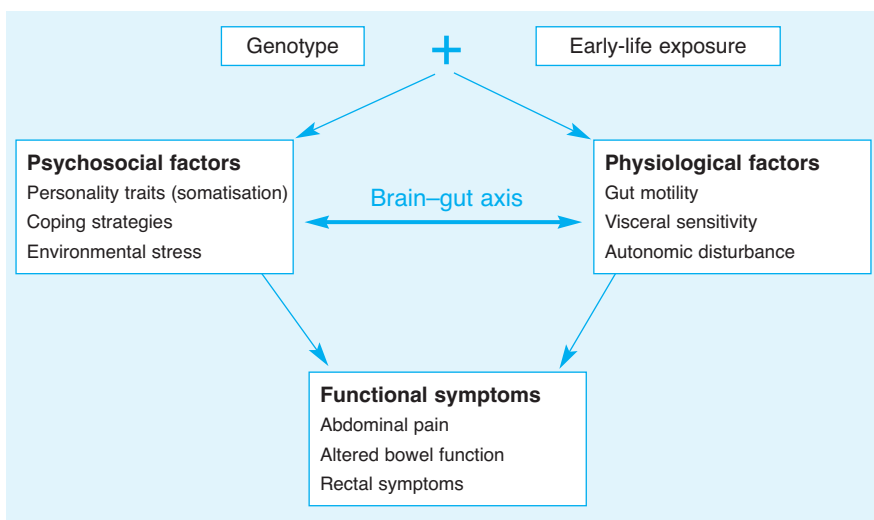 Genotype
+
Early-life exposure
Psychosocial factors
Personality traits (somatisation)
Coping strategies
Environmental stress
Brain–gut axis
Physiological factors
Gut motility
Visceral sensitivity
Autonomic disturbance
Functional symptoms
Abdominal pain
Altered bowel function
Rectal symptoms